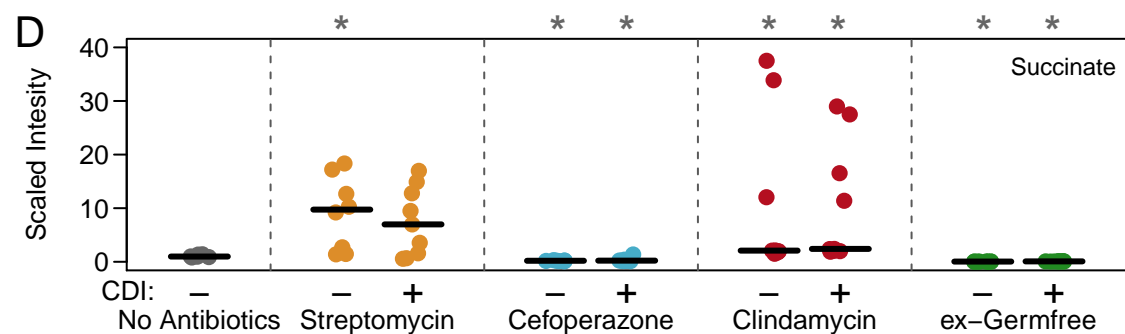 D
* * * * * * *
Succinate
Scaled Intesity
40
30
20
10
0
CDI: − − + − + − + − +
No Antibiotics Streptomycin Cefoperazone Clindamycin ex−Germfree